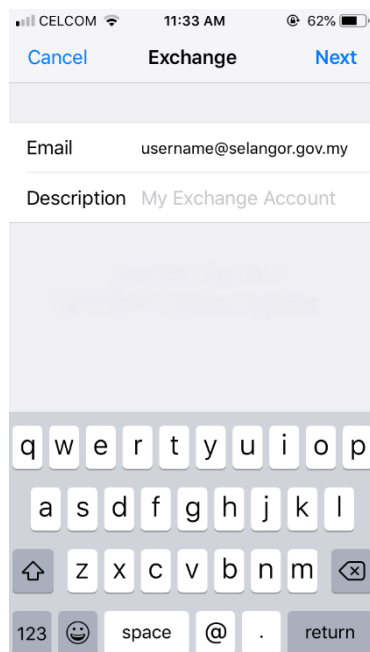 CELCOM 11:33 AM 62%
Cancel Exchange Next
Email username@selangor.gov.my
Description My Exchange Account
q w e r t y u i o p
a s d f g h j k l
z x c v b n m
123 space @ . return